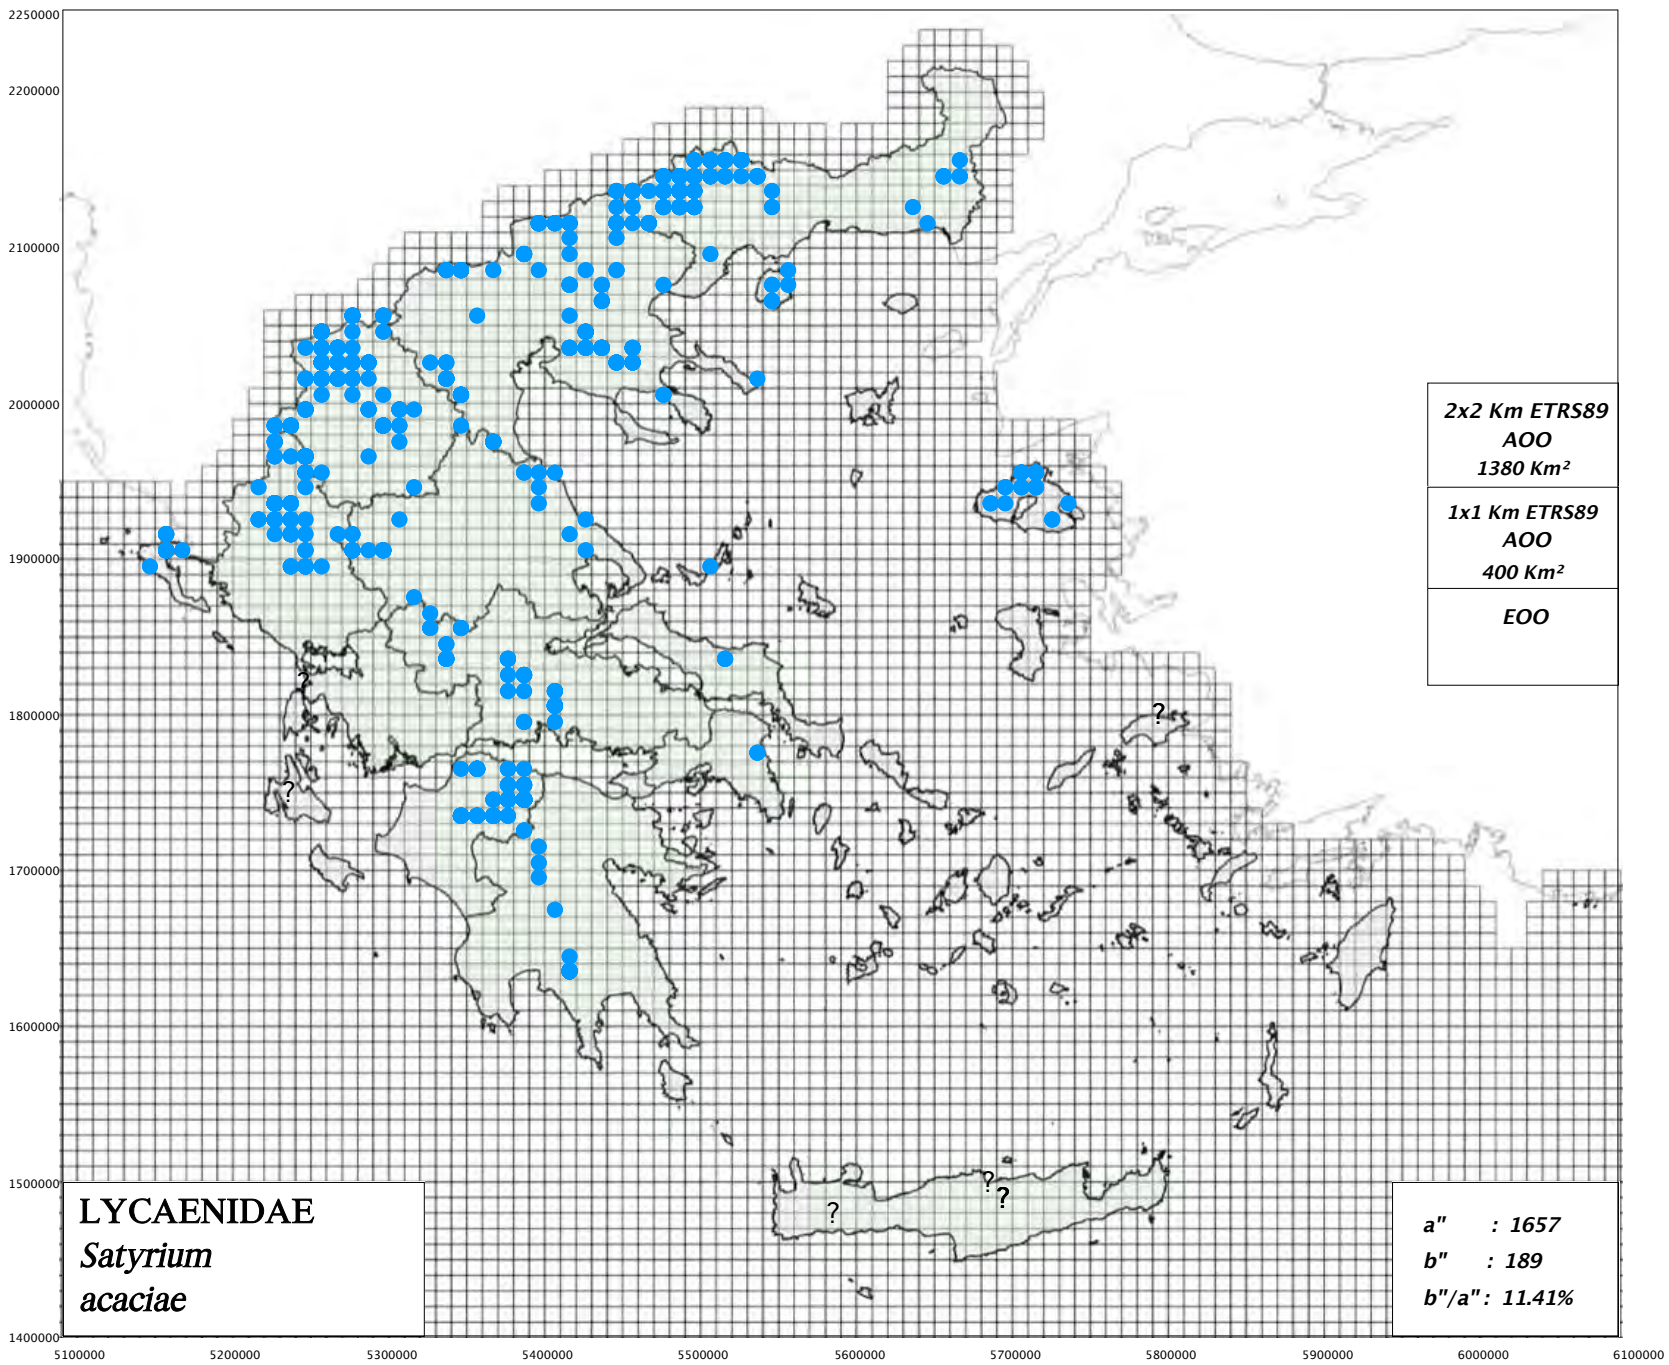 2250000
2200000
2100000
2000000
1900000
1800000
1700000
1600000
1500000
1400000
2x2 Km ETRS89
AOO
1380 Km²
1x1 Km ETRS89
AOO
400 Km²
EOO
?
?
?
?
?
?
LYCAENIDAE
Satyrium
acaciae
a" : 1657
b" : 189
b"/a" : 11.41%
5100000 5200000 5300000 5400000 5500000 5600000 5700000 5800000 5900000 6000000 6100000